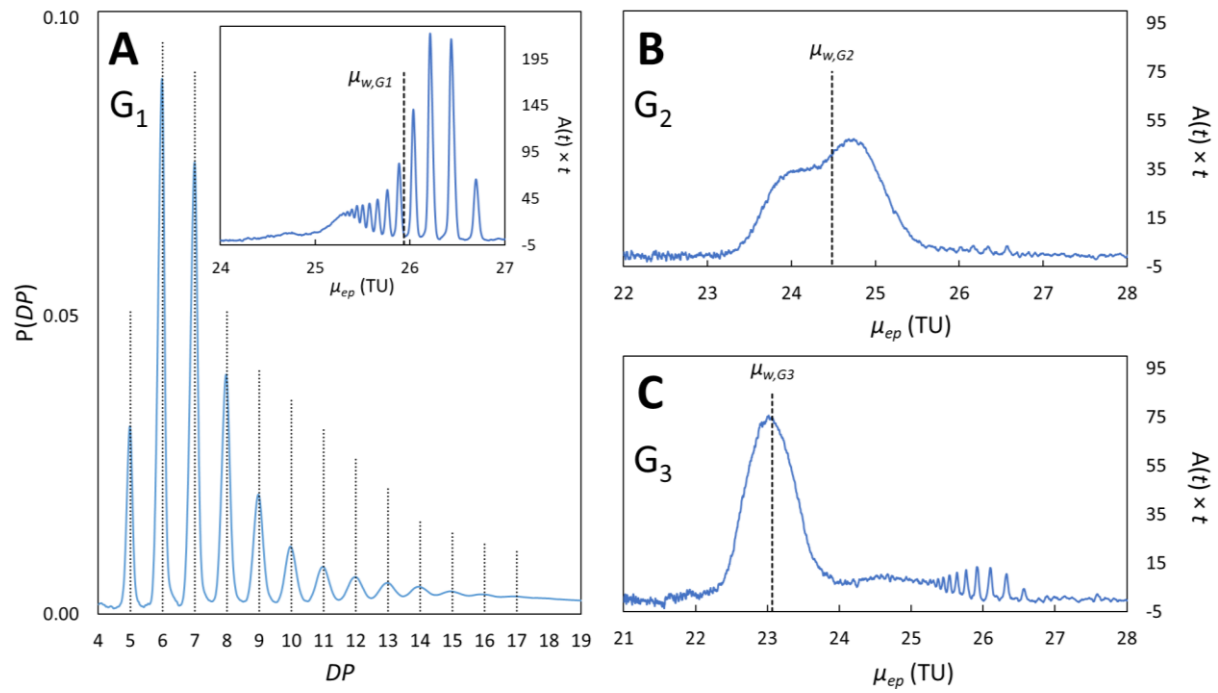 A
G1
0.10
0.05
0.00
P(DP)
4 5 6 7 8 9 10 11 12 13 14 15 16 17 18 19
DP
μw,G1
195
145
95
45
-5
A(t) × t
24 25 26 27
μep (TU)
B
G2
μw,G2
95
75
55
35
15
-5
A(t) × t
22 23 24 25 26 27 28
μep (TU)
C
G3
μw,G3
95
75
55
35
15
-5
A(t) × t
21 22 23 24 25 26 27 28
μep (TU)